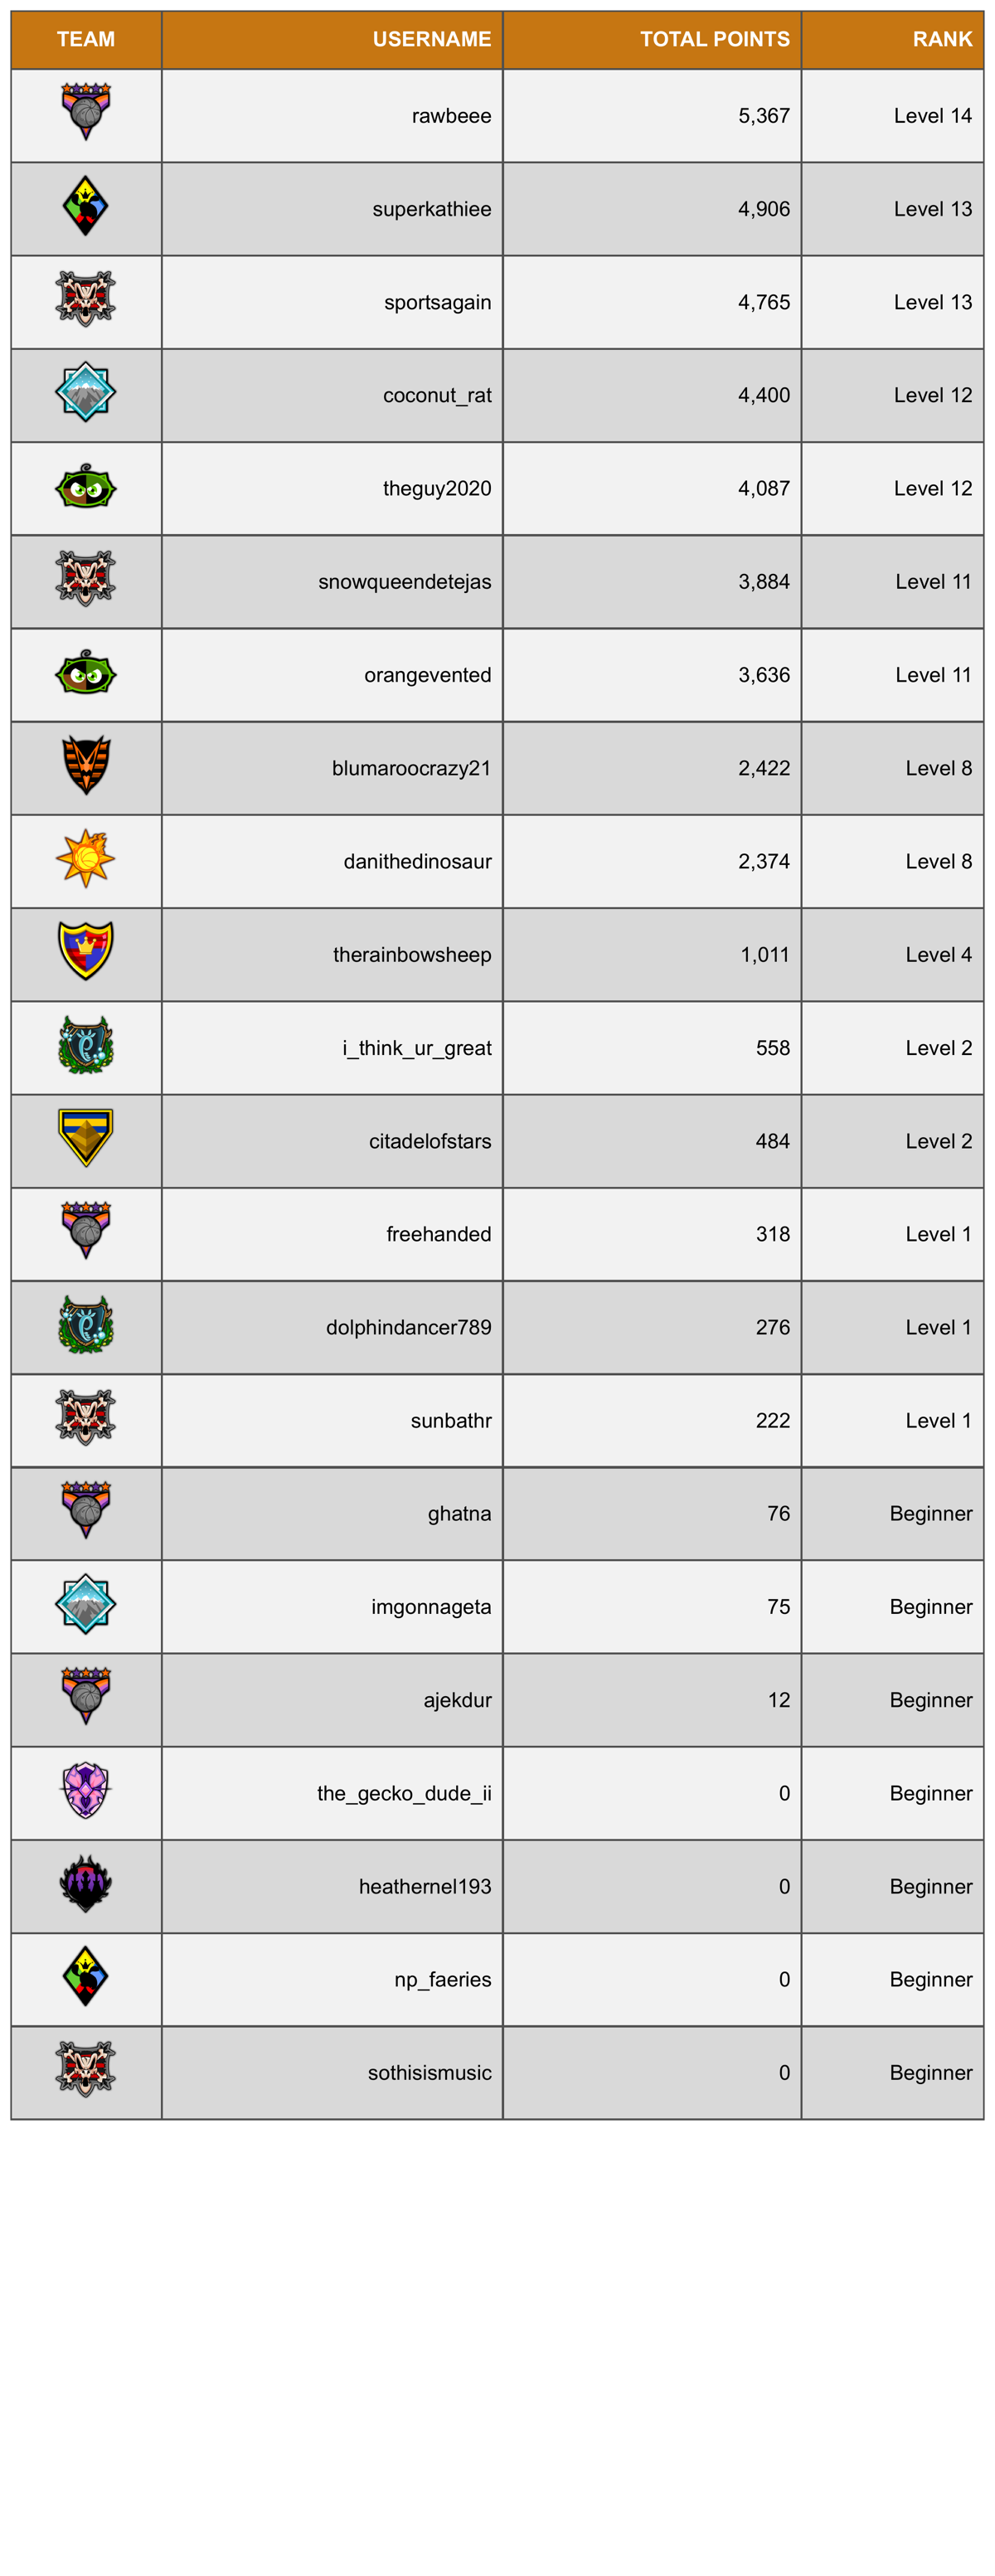 TEAM USERNAME TOTAL POINTS RANK
rawbeee 5,367 Level 14
superkathiee 4,906 Level 13
sportsagain 4,765 Level 13
coconut_rat 4,400 Level 12
theguy2020 4,087 Level 12
snowqueendetejas 3,884 Level 11
orangevented 3,636 Level 11
blumaroocrazy21 2,422 Level 8
danithedinosaur 2,374 Level 8
therainbowsheep 1,011 Level 4
i_think_ur_great 558 Level 2
citadelofstars 484 Level 2
freehanded 318 Level 1
dolphindancer789 276 Level 1
sunbathr 222 Level 1
ghatna 76 Beginner
imgonnageta 75 Beginner
ajekdur 12 Beginner
the_gecko_dude_ii 0 Beginner
heathernel193 0 Beginner
np_faeries 0 Beginner
sothisismusic 0 Beginner